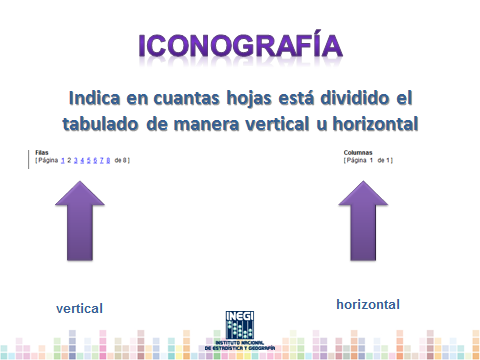 ICONOGRAFÍA
Indica en cuantas hojas está dividido el
tabulado de manera vertical u horizontal
Filas
[ Página 1 2 3 4 5 6 7 8 de 8 ]
Columnas
[ Página 1 de 1 ]
vertical
horizontal
INEGI
INSTITUTO NACIONAL
DE ESTADÍSTICA Y GEOGRAFÍA